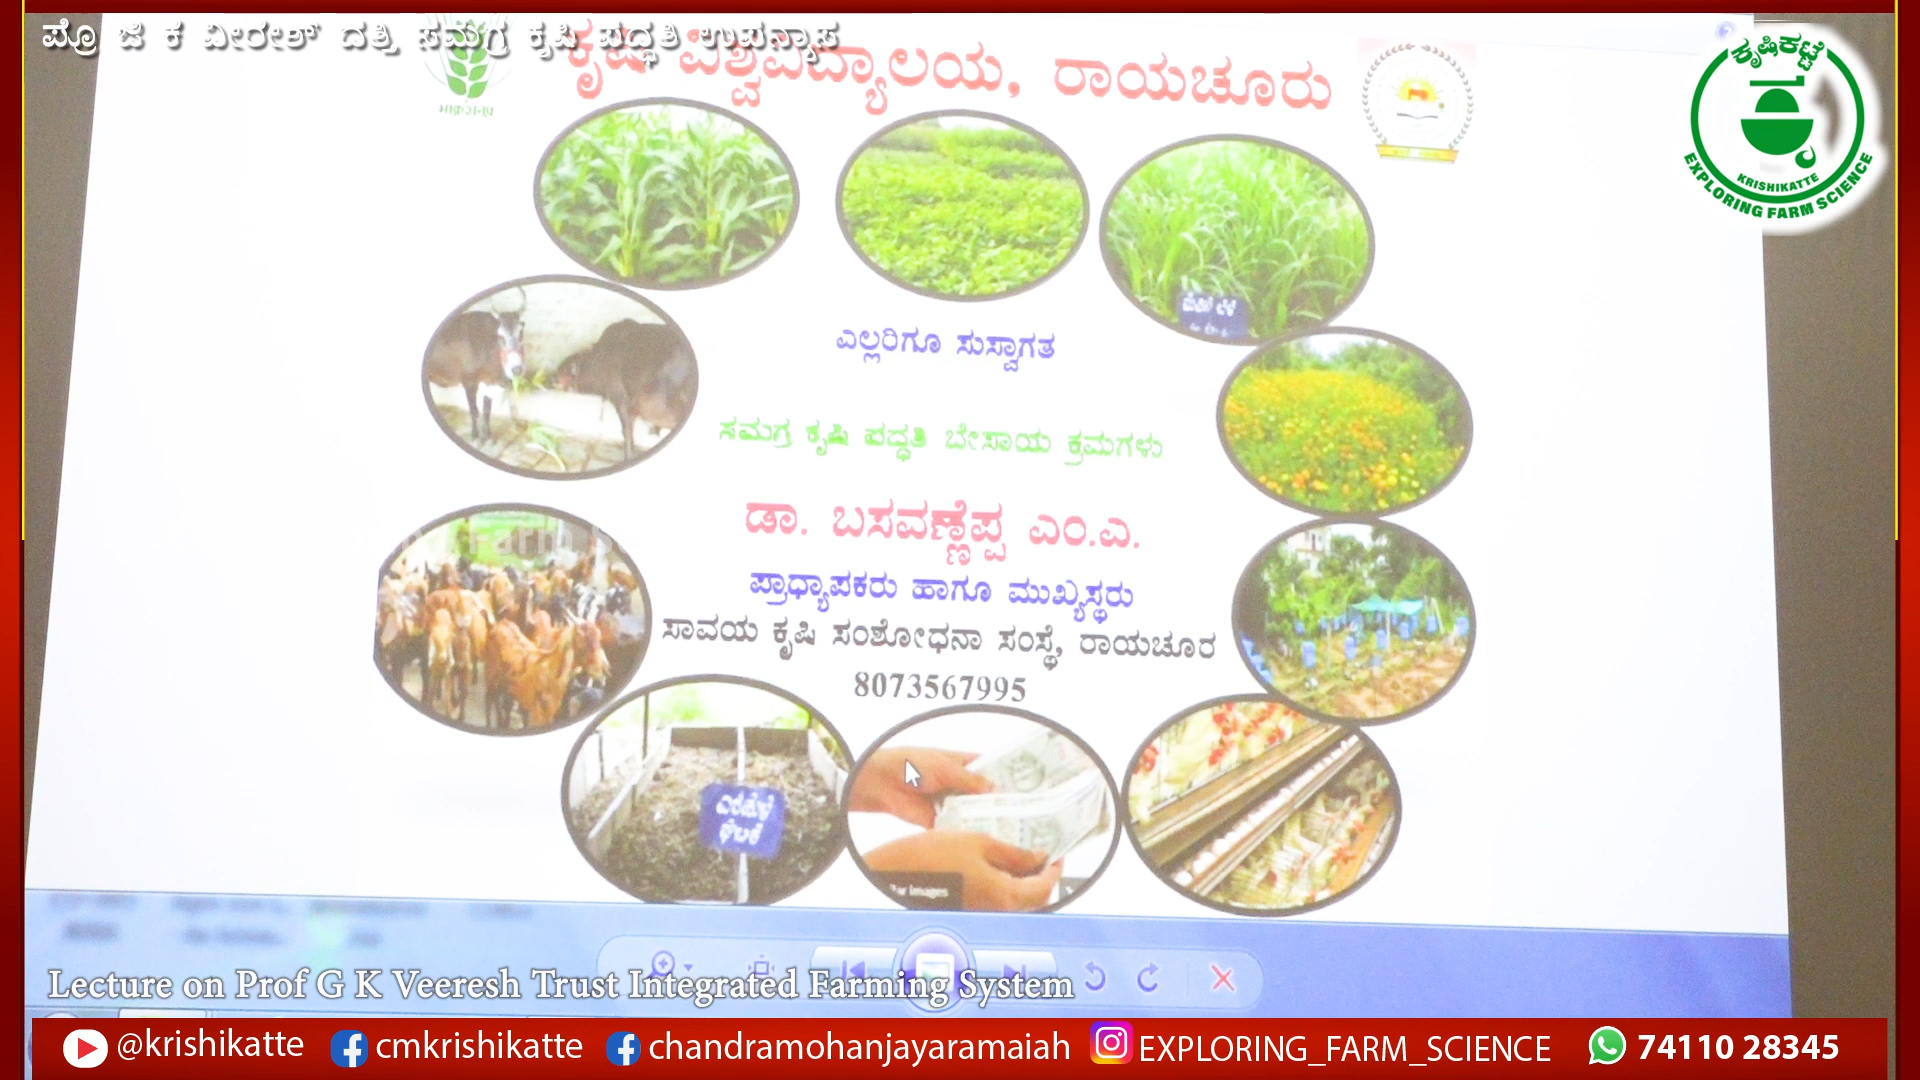 ಪ್ರೊ ಜಿ ಕೆ ವೀರೇಶ್ ದತ್ತಿ ಸಮಗ್ರ ಕೃಷಿ ಪದ್ಧತಿ ಉಪನ್ಯಾಸ
ಕೃಷಿ ವಿಶ್ವವಿದ್ಯಾಲಯ, ರಾಯಚೂರು
ಕೃಷಿಕಟ್ಟೆ
KRISHIKATTE
EXPLORING FARM SCIENCE
ಎಲ್ಲರಿಗೂ ಸುಸ್ವಾಗತ
ಸಮಗ್ರ ಕೃಷಿ ಪದ್ಧತಿ ಬೇಸಾಯ ಕ್ರಮಗಳು
ಡಾ. ಬಸವಣ್ಣೆಪ್ಪ ಎಂ.ಎ.
ಪ್ರಾಧ್ಯಾಪಕರು ಹಾಗೂ ಮುಖ್ಯಸ್ಥರು
ಸಾವಯ ಕೃಷಿ ಸಂಶೋಧನಾ ಸಂಸ್ಥೆ, ರಾಯಚೂರ
8073567995
ಎರೆಹುಳು
ಘಟಕ
Lecture on Prof G K Veeresh Trust Integrated Farming System
@krishikatte cmkrishikatte chandramohanjayaramaiah EXPLORING_FARM_SCIENCE 74110 28345